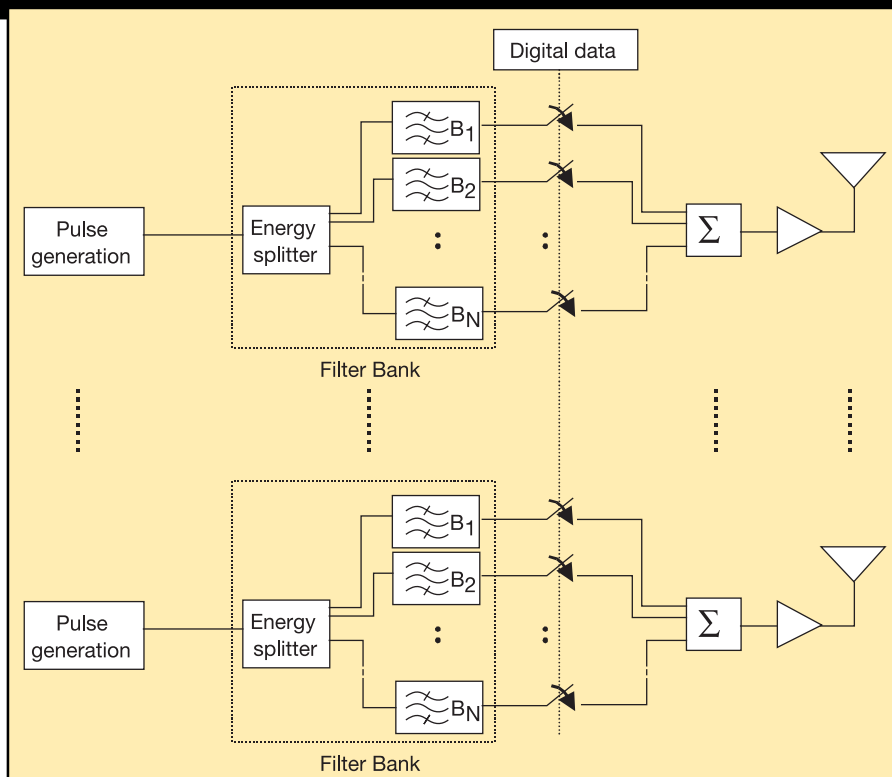 Digital data
B1
B2
Pulse
generation
Energy
splitter
Σ
BN
Filter Bank
B1
B2
Pulse
generation
Energy
splitter
Σ
BN
Filter Bank